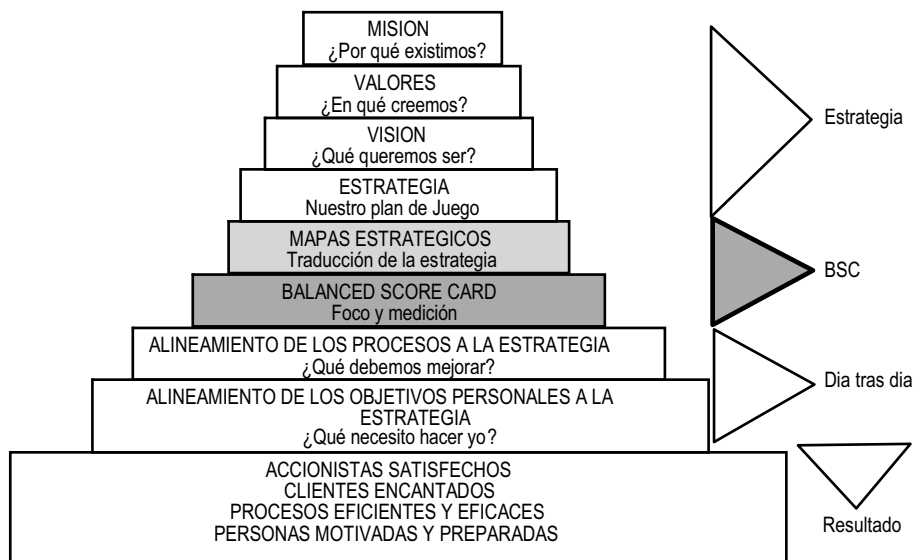 MISION
¿Por qué existimos?
VALORES
¿En qué creemos?
VISION
¿Qué queremos ser?
ESTRATEGIA
Nuestro plan de Juego
MAPAS ESTRATEGICOS
Traducción de la estrategia
BALANCED SCORE CARD
Foco y medición
ALINEAMIENTO DE LOS PROCESOS A LA ESTRATEGIA
¿Qué debemos mejorar?
ALINEAMIENTO DE LOS OBJETIVOS PERSONALES A LA
ESTRATEGIA
¿Qué necesito hacer yo?
ACCIONISTAS SATISFECHOS
CLIENTES ENCANTADOS
PROCESOS EFICIENTES Y EFICACES
PERSONAS MOTIVADAS Y PREPARADAS
Estrategia
BSC
Dia tras dia
Resultado